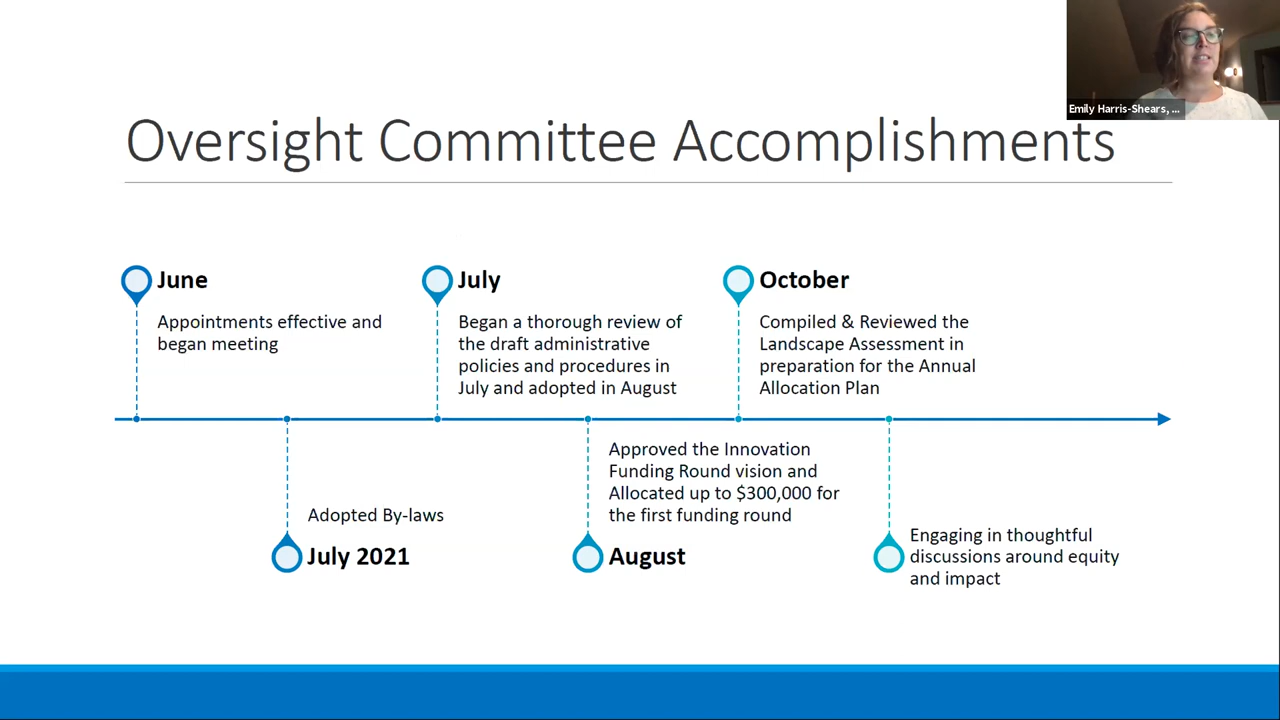 Emily Harris-Shears, ...
Oversight Committee Accomplishments
June
Appointments effective and
began meeting
July
Began a thorough review of
the draft administrative
policies and procedures in
July and adopted in August
October
Compiled & Reviewed the
Landscape Assessment in
preparation for the Annual
Allocation Plan
Adopted By-laws
July 2021
Approved the Innovation
Funding Round vision and
Allocated up to $300,000 for
the first funding round
August
Engaging in thoughtful
discussions around equity
and impact